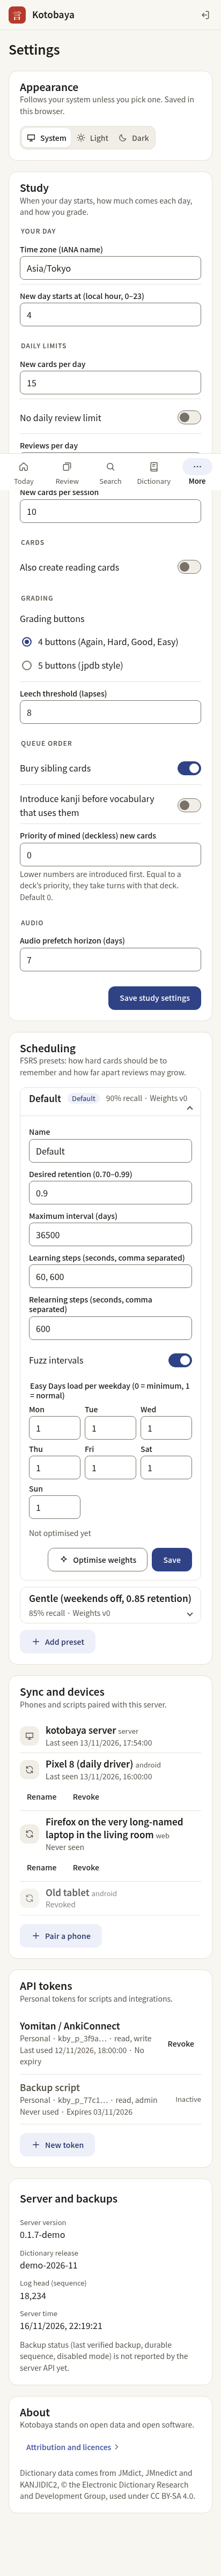 Kotobaya
Settings
Appearance
Follows your system unless you pick one. Saved in
this browser.
System Light Dark
Study
When your day starts, how much comes each day,
and how you grade.
YOUR DAY
Time zone (IANA name)
Asia/Tokyo
New day starts at (local hour, 0–23)
4
DAILY LIMITS
New cards per day
15
No daily review limit
Reviews per day
Today Review Search Dictionary More
New cards per session
10
CARDS
Also create reading cards
GRADING
Grading buttons
4 buttons (Again, Hard, Good, Easy)
5 buttons (jpdb style)
Leech threshold (lapses)
8
QUEUE ORDER
Bury sibling cards
Introduce kanji before vocabulary
that uses them
Priority of mined (deckless) new cards
0
Lower numbers are introduced first. Equal to a
deck's priority, they take turns with that deck.
Default 0.
AUDIO
Audio prefetch horizon (days)
7
Save study settings
Scheduling
FSRS presets: how hard cards should be to
remember and how far apart reviews may grow.
Default Default 90% recall · Weights v0
Name
Default
Desired retention (0.70–0.99)
0.9
Maximum interval (days)
36500
Learning steps (seconds, comma separated)
60, 600
Relearning steps (seconds, comma
separated)
600
Fuzz intervals
Easy Days load per weekday (0 = minimum, 1
= normal)
Mon Tue Wed
1 1 1
Thu Fri Sat
1 1 1
Sun
1
Not optimised yet
Optimise weights Save
Gentle (weekends off, 0.85 retention)
85% recall · Weights v0
Add preset
Sync and devices
Phones and scripts paired with this server.
kotobaya server server
Last seen 13/11/2026, 17:54:00
Pixel 8 (daily driver) android
Last seen 13/11/2026, 16:00:00
Rename Revoke
Firefox on the very long-named
laptop in the living room web
Never seen
Rename Revoke
Old tablet android
Revoked
Pair a phone
API tokens
Personal tokens for scripts and integrations.
Yomitan / AnkiConnect
Personal · kby_p_3f9a… · read, write
Last used 12/11/2026, 18:00:00 · No
expiry
Revoke
Backup script
Personal · kby_p_77c1… · read, admin
Never used · Expires 03/11/2026
Inactive
New token
Server and backups
Server version
0.1.7-demo
Dictionary release
demo-2026-11
Log head (sequence)
18,234
Server time
16/11/2026, 22:19:21
Backup status (last verified backup, durable
sequence, disabled mode) is not reported by the
server API yet.
About
Kotobaya stands on open data and open software.
Attribution and licences
Dictionary data comes from JMdict, JMnedict and
KANJIDIC2, © the Electronic Dictionary Research
and Development Group, used under CC BY-SA 4.0.